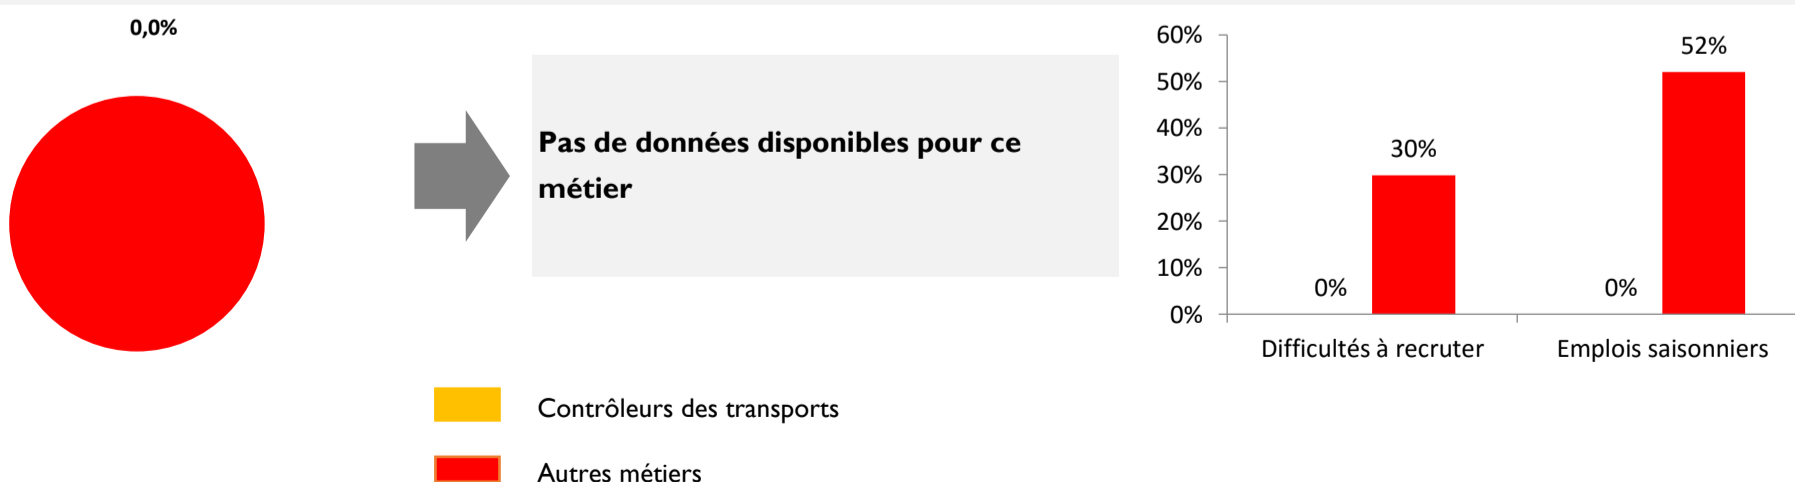 0,0%
Pas de données disponibles pour ce
métier
60%
50%
40%
30%
20%
10%
0%
0%
30%
0%
52%
Difficultés à recruter
Emplois saisonniers
Contrôleurs des transports
Autres métiers